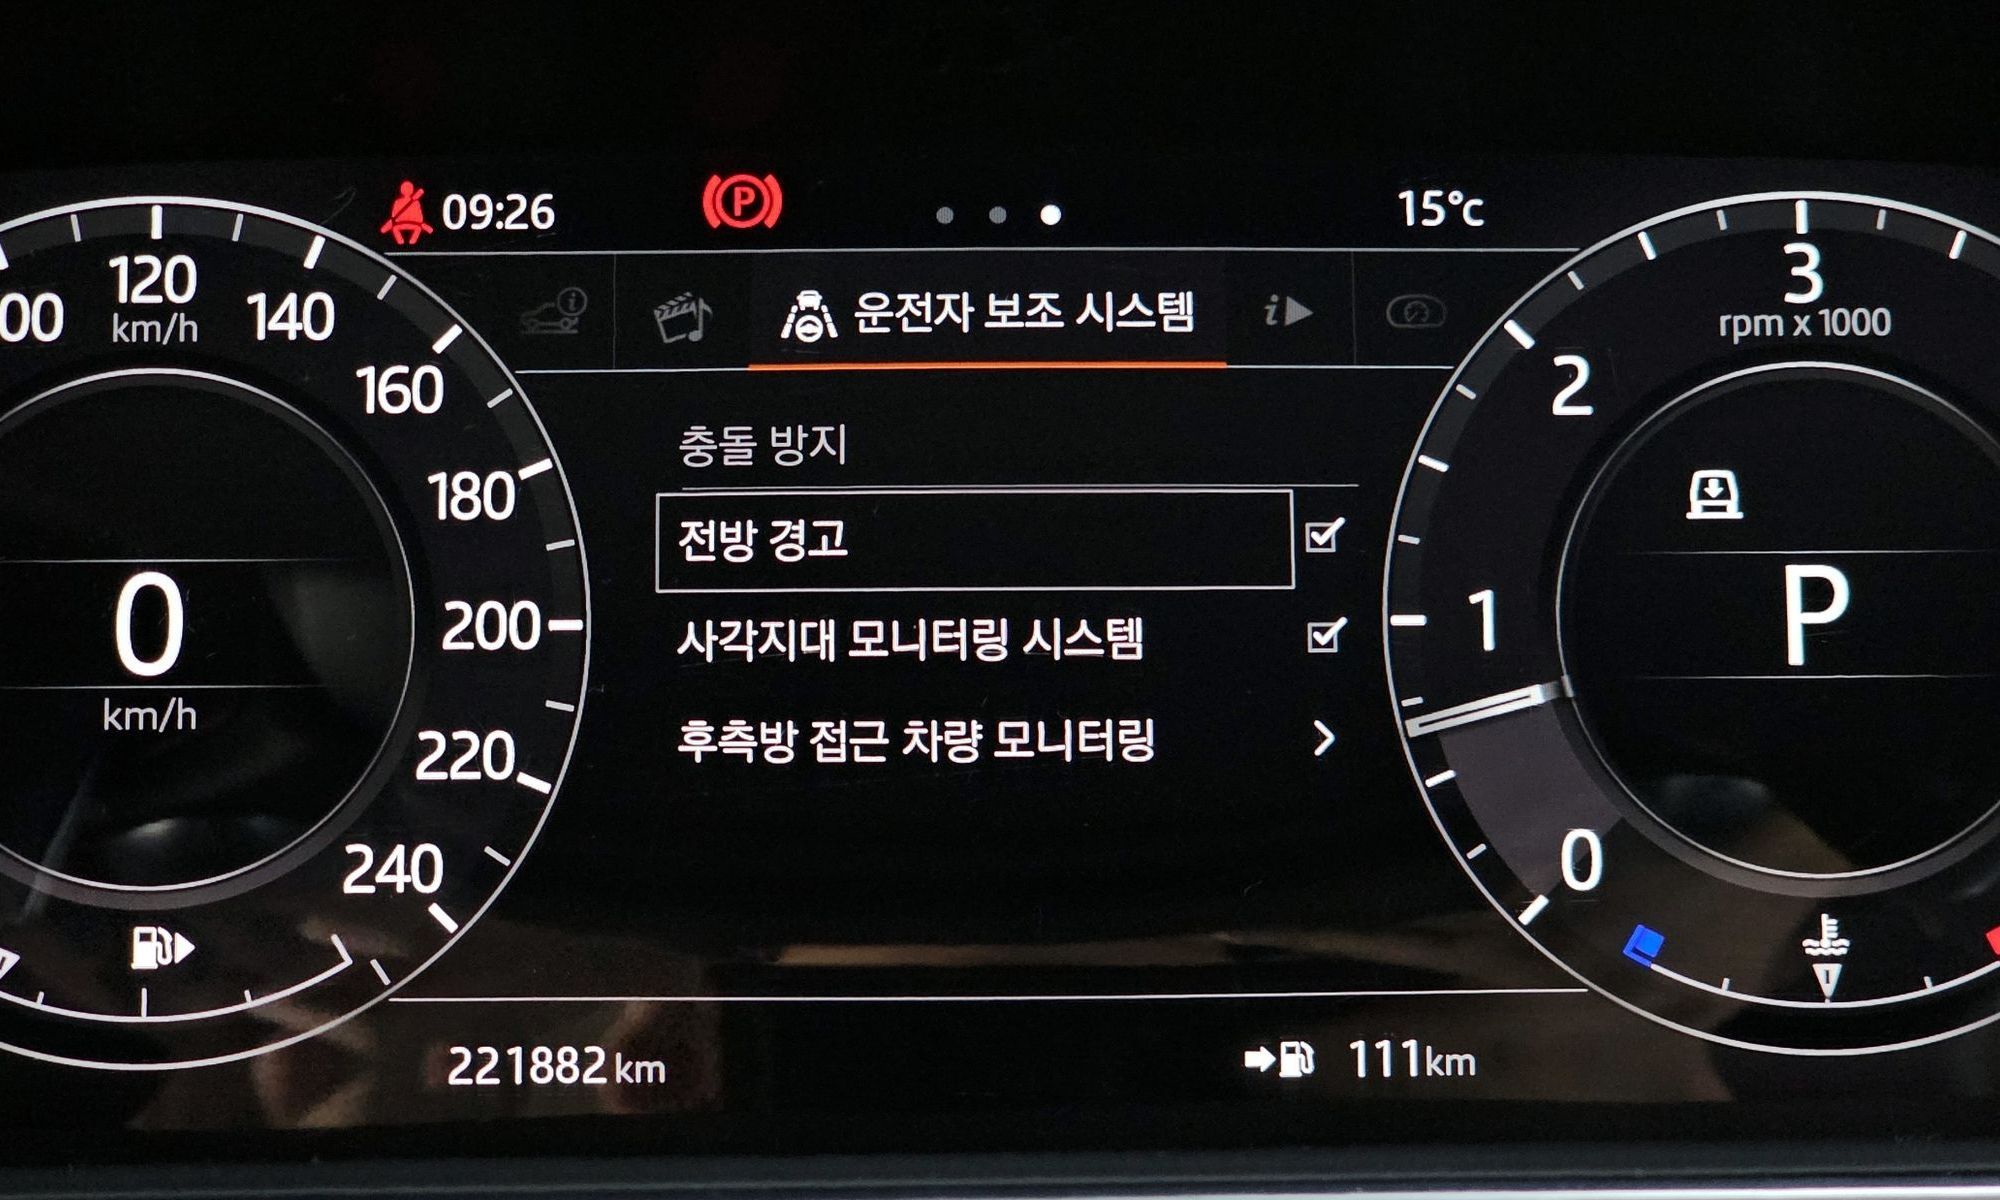 09:26
15°C
운전자 보조 시스템
i
00
120
km/h
140
160
180
200
220
240
0
km/h
충돌 방지
전방 경고
사각지대 모니터링 시스템
후측방 접근 차량 모니터링
3
rpm x 1000
2
1
0
P
221882 km
111km